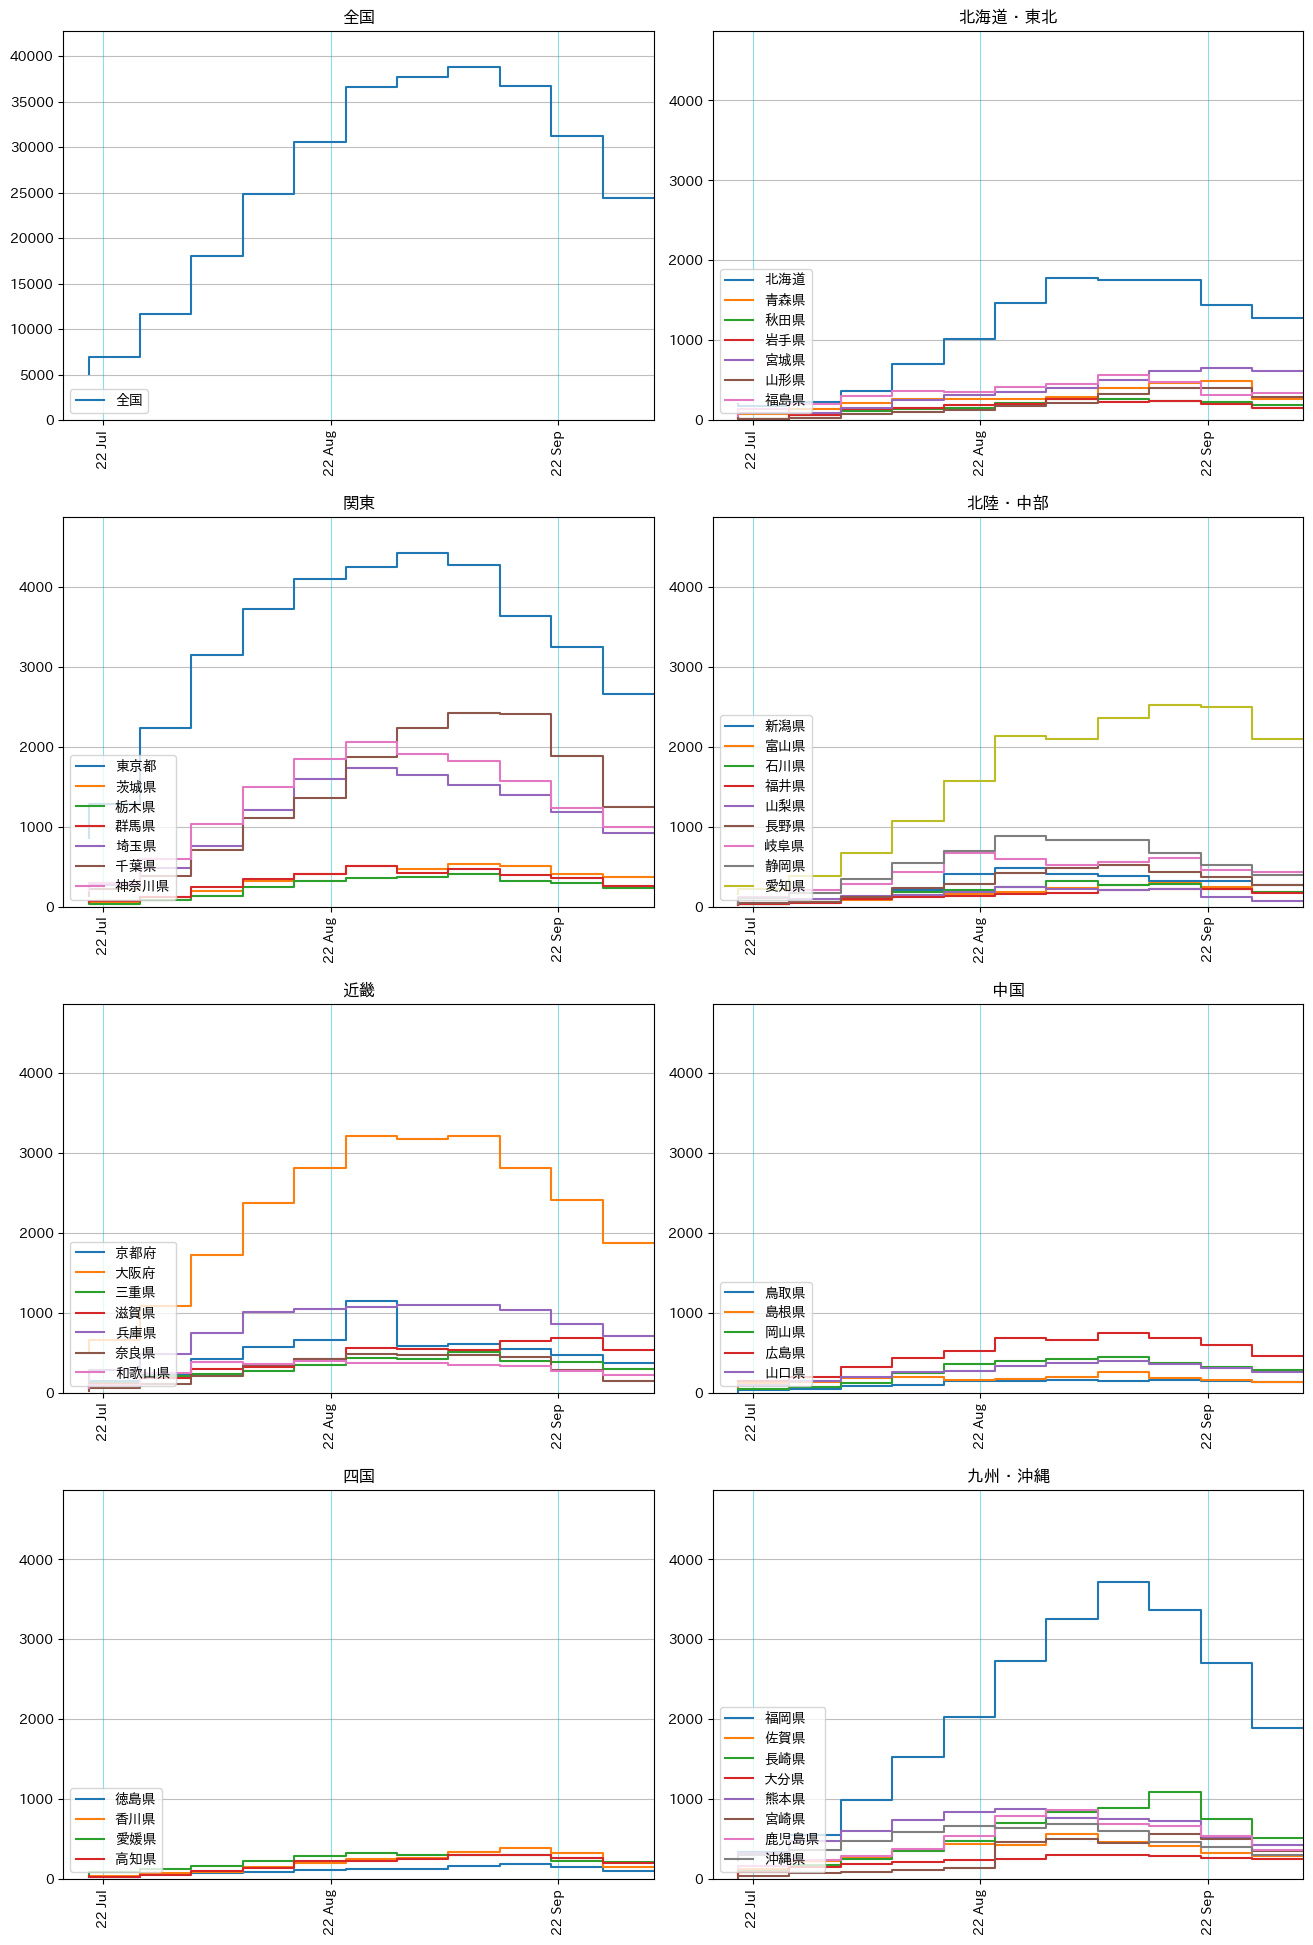 全国
40000
35000
30000
25000
20000
15000
10000
5000
0
全国
22 Jul
22 Aug
22 Sep
北海道・東北
4000
3000
2000
1000
0
北海道
青森県
秋田県
岩手県
宮城県
山形県
福島県
22 Jul
22 Aug
22 Sep
関東
4000
3000
2000
1000
0
東京都
茨城県
栃木県
群馬県
埼玉県
千葉県
神奈川県
22 Jul
22 Aug
22 Sep
北陸・中部
4000
3000
2000
1000
0
新潟県
富山県
石川県
福井県
山梨県
長野県
岐阜県
静岡県
愛知県
22 Jul
22 Aug
22 Sep
近畿
4000
3000
2000
1000
0
京都府
大阪府
三重県
滋賀県
兵庫県
奈良県
和歌山県
22 Jul
22 Aug
22 Sep
中国
4000
3000
2000
1000
0
鳥取県
島根県
岡山県
広島県
山口県
22 Jul
22 Aug
22 Sep
四国
4000
3000
2000
1000
0
徳島県
香川県
愛媛県
高知県
22 Jul
22 Aug
22 Sep
九州・沖縄
4000
3000
2000
1000
0
福岡県
佐賀県
長崎県
大分県
熊本県
宮崎県
鹿児島県
沖縄県
22 Jul
22 Aug
22 Sep